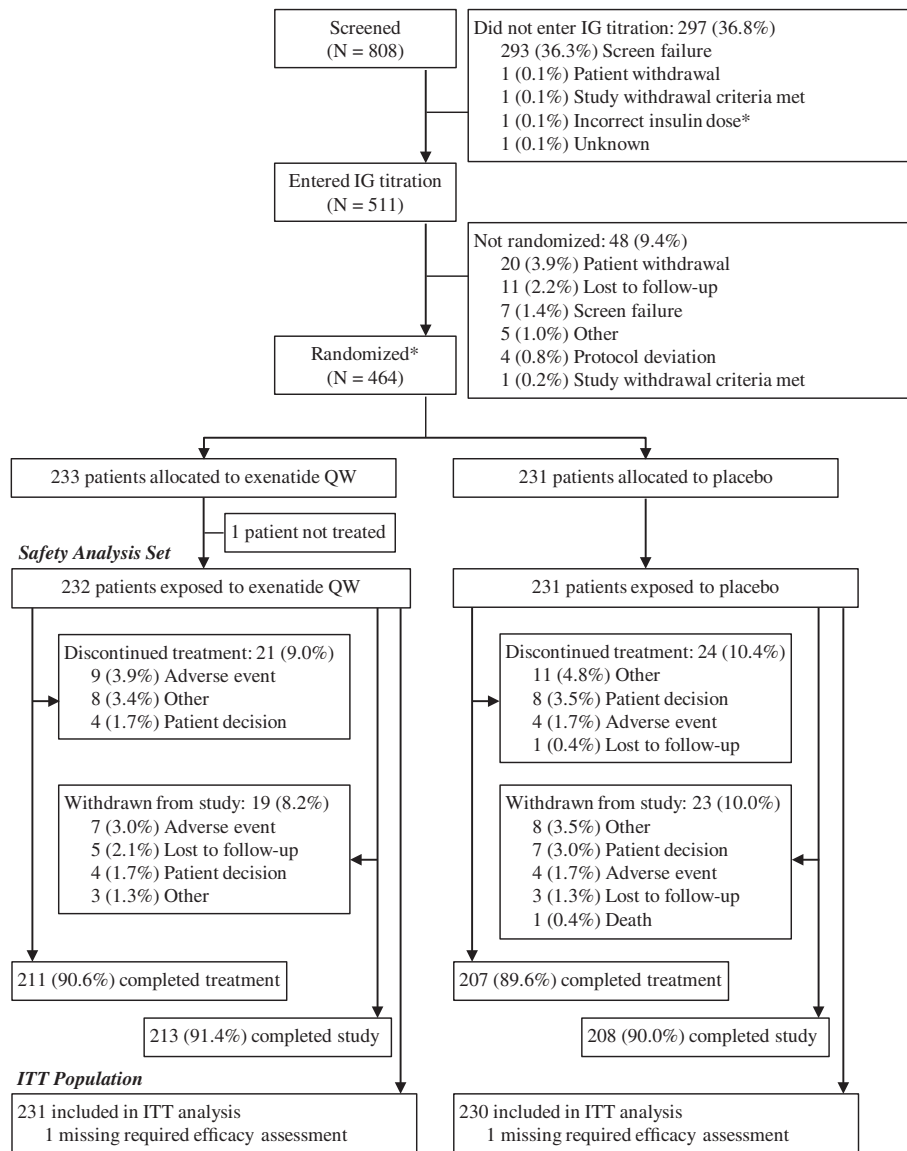 Screened
(N = 808)
Did not enter IG titration: 297 (36.8%)
293 (36.3%) Screen failure
1 (0.1%) Patient withdrawal
1 (0.1%) Study withdrawal criteria met
1 (0.1%) Incorrect insulin dose*
1 (0.1%) Unknown
Entered IG titration
(N = 511)
Not randomized: 48 (9.4%)
20 (3.9%) Patient withdrawal
11 (2.2%) Lost to follow-up
7 (1.4%) Screen failure
5 (1.0%) Other
4 (0.8%) Protocol deviation
1 (0.2%) Study withdrawal criteria met
Randomized*
(N = 464)
233 patients allocated to exenatide QW
231 patients allocated to placebo
1 patient not treated
Safety Analysis Set
232 patients exposed to exenatide QW
231 patients exposed to placebo
Discontinued treatment: 21 (9.0%)
9 (3.9%) Adverse event
8 (3.4%) Other
4 (1.7%) Patient decision
Discontinued treatment: 24 (10.4%)
11 (4.8%) Other
8 (3.5%) Patient decision
4 (1.7%) Adverse event
1 (0.4%) Lost to follow-up
Withdrawn from study: 19 (8.2%)
7 (3.0%) Adverse event
5 (2.1%) Lost to follow-up
4 (1.7%) Patient decision
3 (1.3%) Other
Withdrawn from study: 23 (10.0%)
8 (3.5%) Other
7 (3.0%) Patient decision
4 (1.7%) Adverse event
3 (1.3%) Lost to follow-up
1 (0.4%) Death
211 (90.6%) completed treatment
207 (89.6%) completed treatment
213 (91.4%) completed study
208 (90.0%) completed study
ITT Population
231 included in ITT analysis
1 missing required efficacy assessment
230 included in ITT analysis
1 missing required efficacy assessment